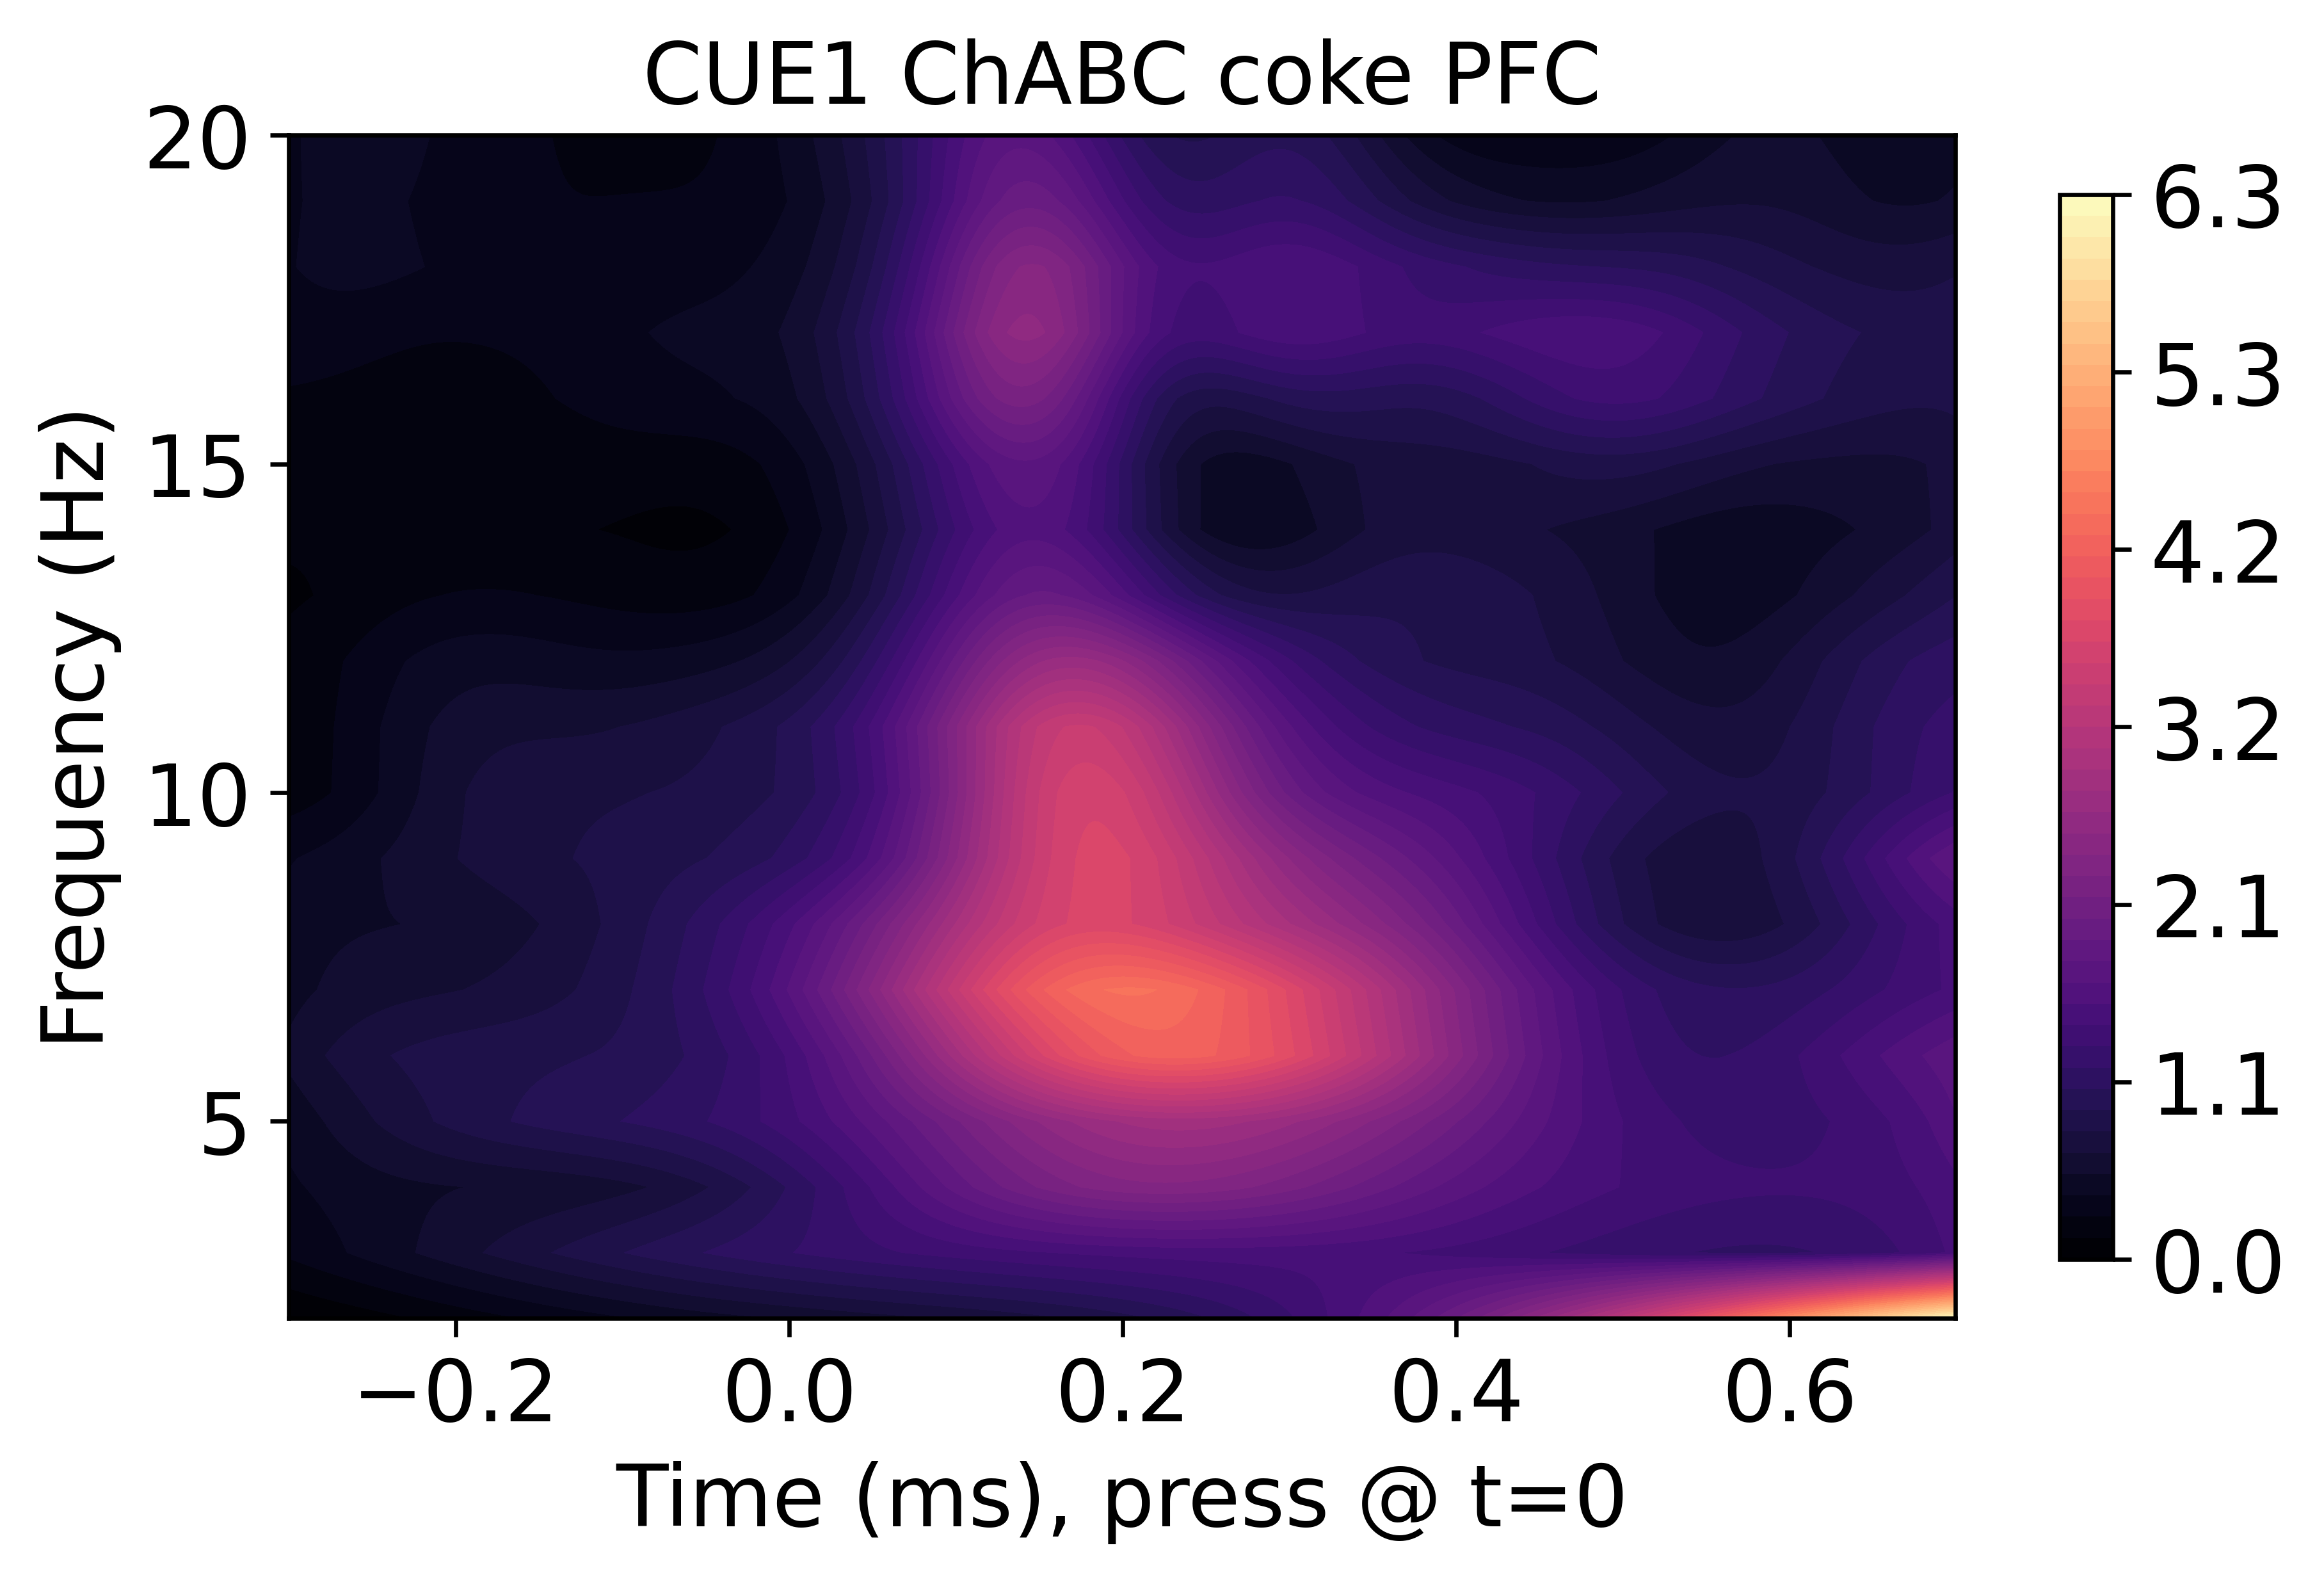 CUE1 ChABC coke PFC
20
15
10
5
Frequency (Hz)
−0.2 0.0 0.2 0.4 0.6
Time (ms), press @ t=0
6.3
5.3
4.2
3.2
2.1
1.1
0.0